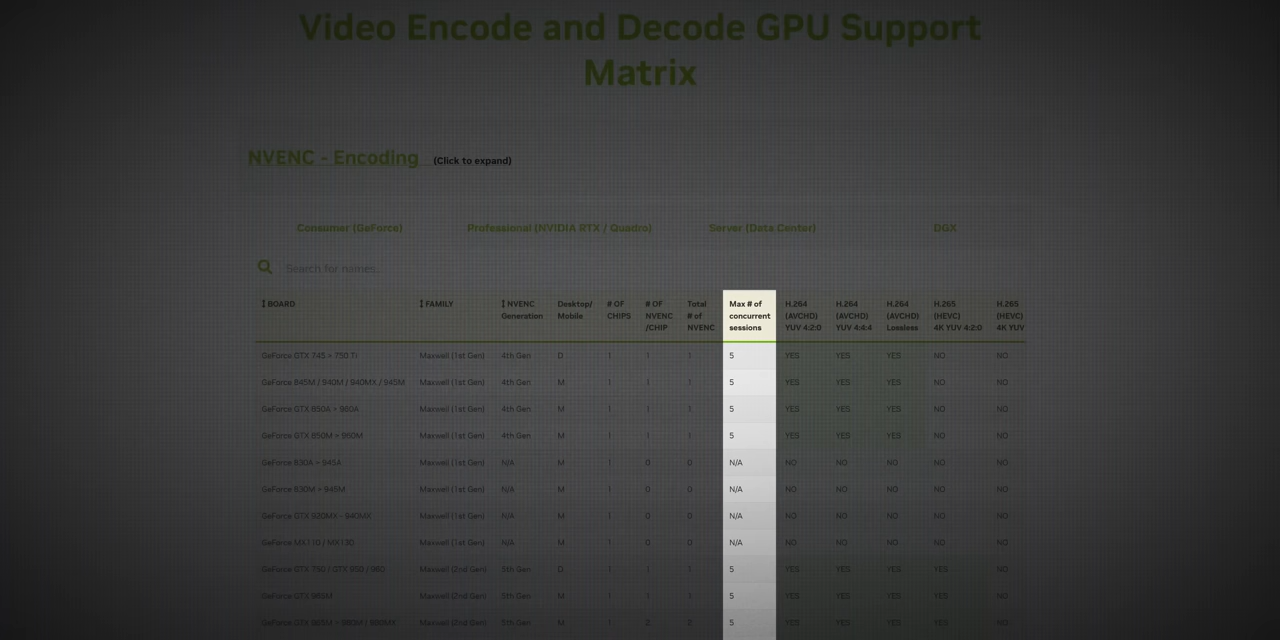 Video Encode and Decode GPU Support
Matrix
NVENC - Encoding (Click to expand)
Consumer (GeForce) Professional (NVIDIA RTX / Quadro) Server (Data Center) DGX
Search for names..
BOARD FAMILY NVENC Generation Desktop/ Mobile # OF CHIPS # OF NVENC /CHIP Total # of NVENC Max # of concurrent sessions H.264 (AVCHD) YUV 4:2:0 H.264 (AVCHD) YUV 4:4:4 H.264 (AVCHD) Lossless H.265 (HEVC) 4K YUV 4:2:0 H.265 (HEVC) 4K YUV
GeForce GTX 745 > 750 Ti Maxwell (1st Gen) 4th Gen D 1 1 1 5 YES YES YES NO NO
GeForce 845M / 940M / 940MX / 945M Maxwell (1st Gen) 4th Gen M 1 1 1 5 YES YES YES NO NO
GeForce GTX 850A > 960A Maxwell (1st Gen) 4th Gen M 1 1 1 5 YES YES YES NO NO
GeForce GTX 850M > 960M Maxwell (1st Gen) 4th Gen M 1 1 1 5 YES YES YES NO NO
GeForce 830A > 945A Maxwell (1st Gen) N/A M 1 0 0 N/A NO NO NO NO NO
GeForce 830M > 945M Maxwell (1st Gen) N/A M 1 0 0 N/A NO NO NO NO NO
GeForce GTX 920MX - 940MX Maxwell (1st Gen) N/A M 1 0 0 N/A NO NO NO NO NO
GeForce MX110 / MX130 Maxwell (1st Gen) N/A M 1 0 0 N/A NO NO NO NO NO
GeForce GTX 750 / GTX 950 / 960 Maxwell (2nd Gen) 5th Gen D 1 1 1 5 YES YES YES YES NO
GeForce GTX 965M Maxwell (2nd Gen) 5th Gen M 1 1 1 5 YES YES YES YES NO
GeForce GTX 965M > 980M / 990MX Maxwell (2nd Gen) 5th Gen M 1 2 2 5 YES YES YES YES NO